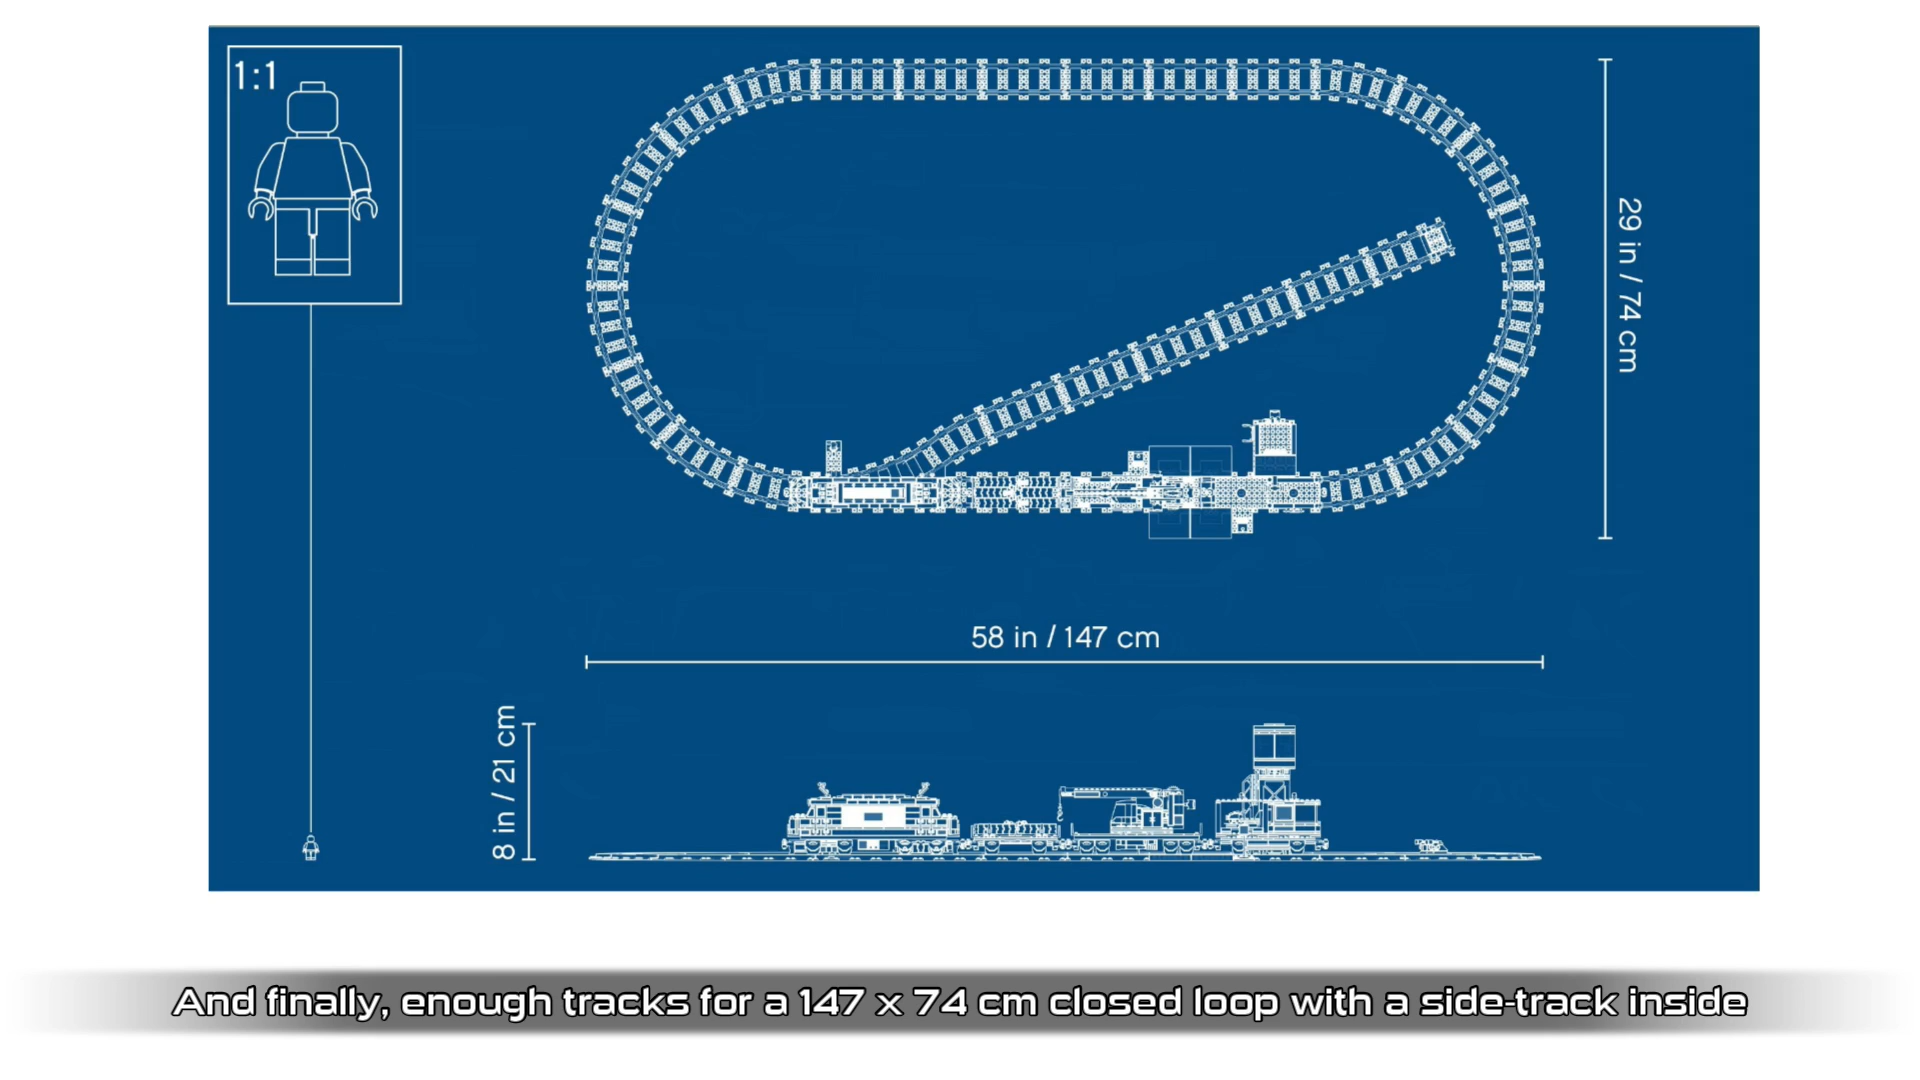 1:1
29 in / 74 cm
58 in / 147 cm
8 in / 21 cm
And finally, enough tracks for a 147 x 74 cm closed loop with a side-track inside